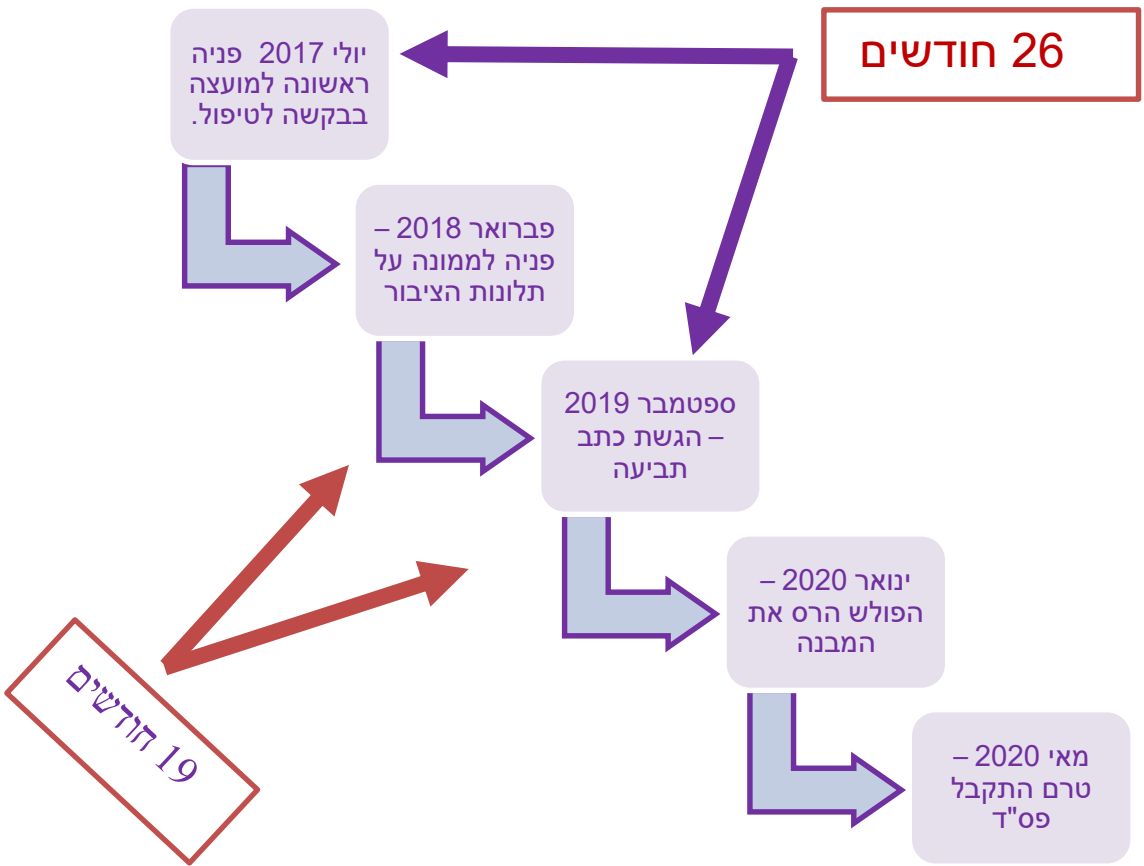 26 חודשים
יולי 2017 פניה
ראשונה למועצה
בבקשה לטיפול.
פברואר 2018 –
פניה לממונה על
תלונות הציבור
ספטמבר 2019
– הגשת כתב
תביעה
ינואר 2020 –
הפולש הרס את
המבנה
מאי 2020 –
טרם התקבל
פס"ד
19 חודשים